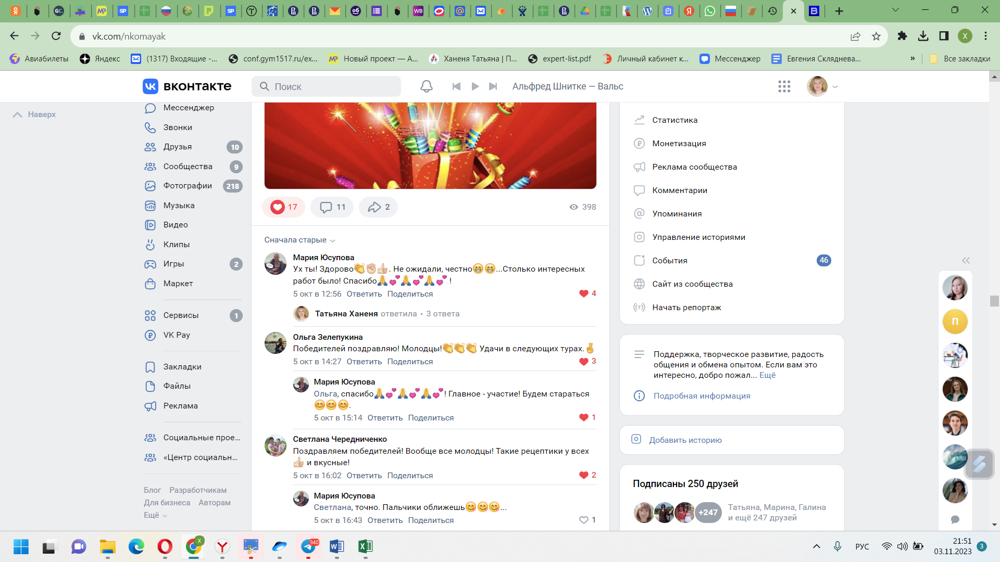 vk.com/nkomayak
Авиабилеты
Яндекс
(1317) Входящие -...
conf.gym1517.ru/ex...
Новый проект — A...
Ханеня Татьяна | П...
expert-list.pdf
Личный кабинет к...
Мессенджер
Евгения Скляднева...
»
Все закладки
вконтакте
Поиск
Альфред Шнитке — Вальс
Наверх
Мессенджер
Звонки
Друзья 10
Сообщества 9
Фотографии 218
Музыка
Видео
Клипы
Игры 2
Маркет
Сервисы 1
VK Pay
Закладки
Файлы
Реклама
Социальные прое...
«Центр социальн...
Блог Разработчикам
Для бизнеса Авторам
Ещё
17 11 2 398
Сначала старые
Мария Юсупова
Ух ты! Здорово👏✊👍. Не ожидали, честно😁😁...Столько интересных
работ было! Спасибо🙏💕🙏💕🙏💕 !
5 окт в 12:56 Ответить Поделиться 4
Татьяна Ханеня ответила · 3 ответа
Ольга Зелепукина
Победителей поздравляю! Молодцы!👏👏👏 Удачи в следующих турах.🤞
5 окт в 14:27 Ответить Поделиться 3
Мария Юсупова
Ольга, спасибо🙏💕🙏💕🙏💕! Главное - участие! Будем стараться
😊😊😊.
5 окт в 15:14 Ответить Поделиться 1
Светлана Чередниченко
Поздравляем победителей! Вообще все молодцы! Такие рецептики у всех
👍 и вкусные!
5 окт в 16:02 Ответить Поделиться 2
Мария Юсупова
Светлана, точно. Пальчики оближешь😋😋😋...
5 окт в 16:43 Ответить Поделиться 1
Статистика
Монетизация
Реклама сообщества
Комментарии
Упоминания
Управление историями
События 46
Сайт из сообщества
Начать репортаж
Поддержка, творческое развитие, радость
общения и обмена опытом. Если вам это
интересно, добро пожал... Ещё
Подробная информация
Добавить историю
Подписаны 250 друзей
+247
Татьяна, Марина, Галина
и ещё 247 друзей
П
940
РУС
21:51
03.11.2023
3